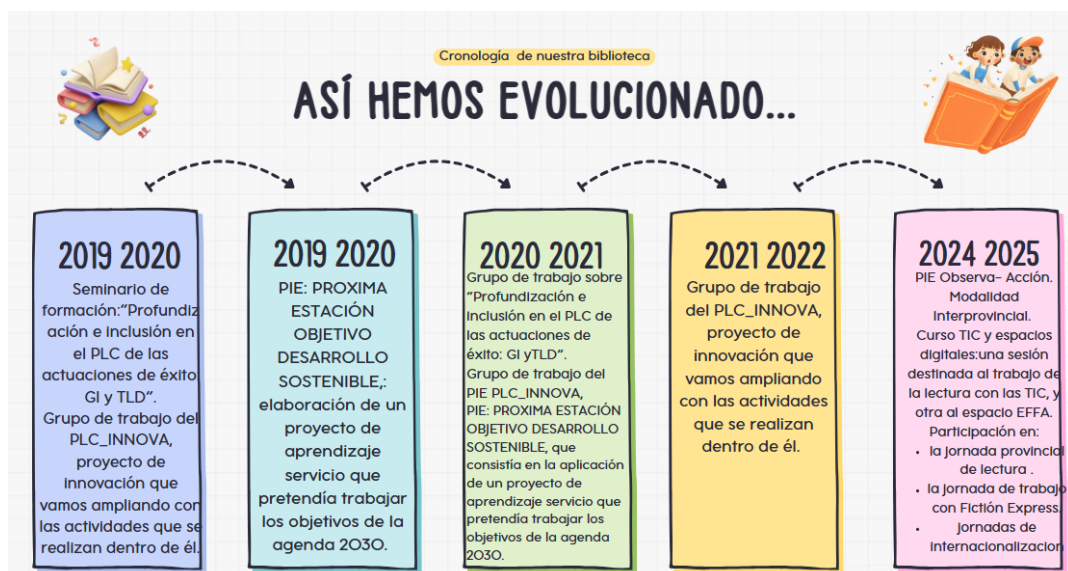 Cronología de nuestra biblioteca
ASÍ HEMOS EVOLUCIONADO...
2019 2020
Seminario de
formación:"Profundiz
ación e inclusión en
el PLC de las
actuaciones de éxito
GI y TLD".
Grupo de trabajo del
PLC_INNOVA,
proyecto de
innovación que
vamos ampliando con
las actividades que se
realizan dentro de él.
2019 2020
PIE: PROXIMA
ESTACIÓN
OBJETIVO
DESARROLLO
SOSTENIBLE,:
elaboración de un
proyecto de
aprendizaje
servicio que
pretendía trabajar
los objetivos de la
agenda 2030.
2020 2021
Grupo de trabajo sobre
"Profundización e
Inclusión en el PLC de
las actuaciones de
éxito: GI yTLD".
Grupo de trabajo del
PIE PLC_INNOVA,
PIE: PROXIMA ESTACIÓN
OBJETIVO DESARROLLO
SOSTENIBLE, que
consistía en la aplicación
de un proyecto de
aprendizaje servicio que
pretendía trabajar los
objetivos de la agenda
2030.
2021 2022
Grupo de trabajo
del PLC_INNOVA,
proyecto de
innovación que
vamos ampliando
con las actividades
que se realizan
dentro de él.
2024 2025
PIE Observa- Acción.
Modalidad
Interprovincial.
Curso TIC y espacios
digitales:una sesión
destinada al trabajo de
la lectura con las TIC, y
otra al espacio EFFA.
Participación en:
• la jornada provincial
de lectura .
• la jornada de trabajo
con Fictión Express.
• jornadas de
internacionalizacion